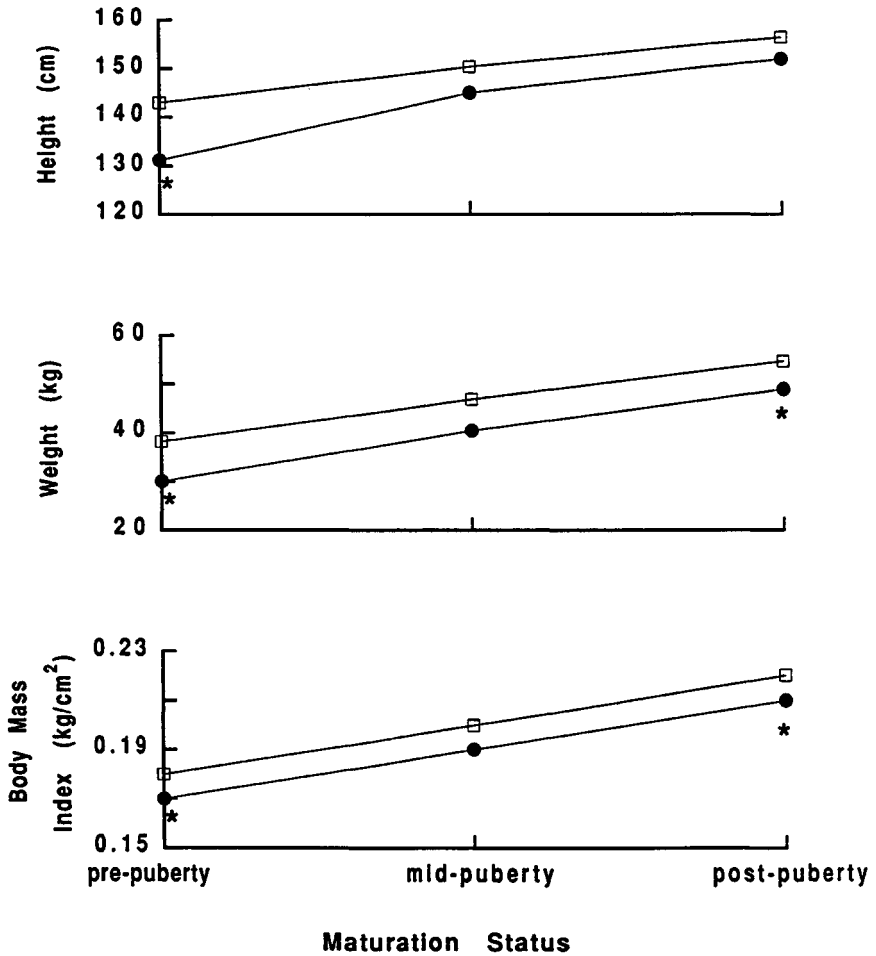 160
150
140
130
120
Height (cm)
*
60
40
20
Weight (kg)
*
*
0.23
0.19
0.15
Body Mass
Index (kg/cm²)
*
*
pre-puberty mid-puberty post-puberty
Maturation Status